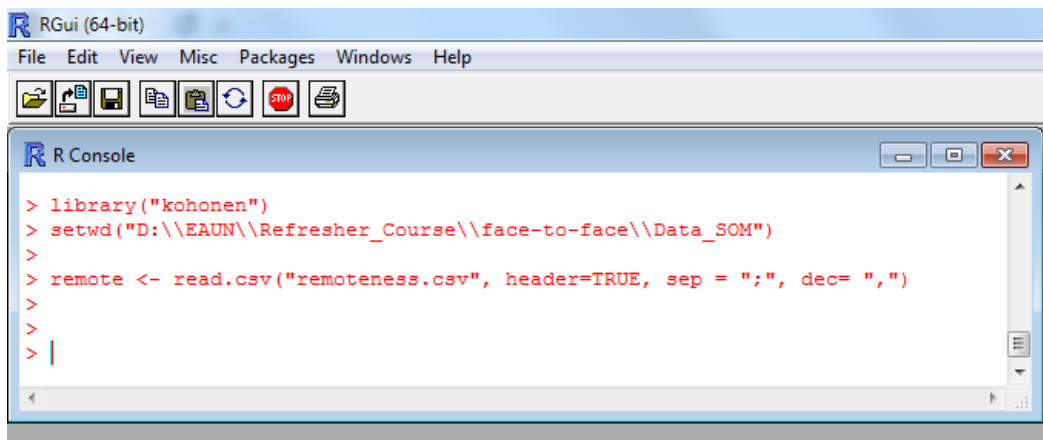 RGui (64-bit)
File Edit View Misc Packages Windows Help
STOP
R Console
> library("kohonen")
> setwd("D:\\EAUN\\Refresher_Course\\face-to-face\\Data_SOM")
>
> remote <- read.csv("remoteness.csv", header=TRUE, sep = ";", dec= ",")
>
>
>